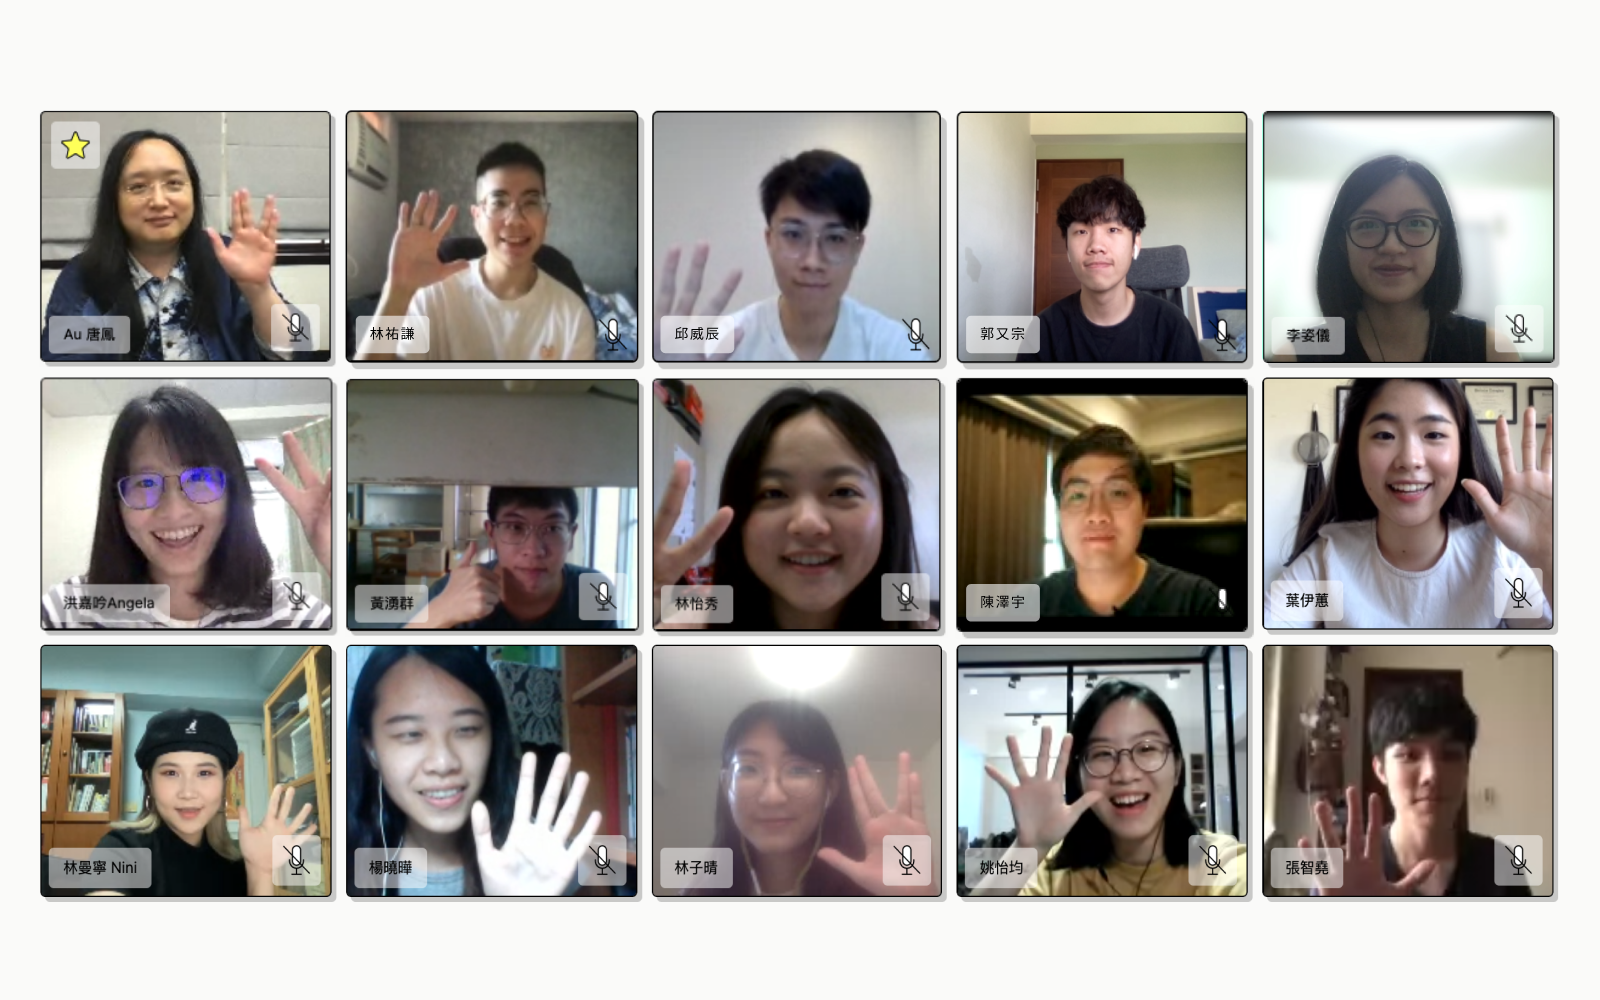 Au 唐鳳
林祐謙
邱威辰
郭又宗
李姿儀
洪嘉吟Angela
黃湧群
林怡秀
陳澤宇
葉伊蕙
林曼寧 Nini
楊曉曄
林子晴
姚怡均
張智堯